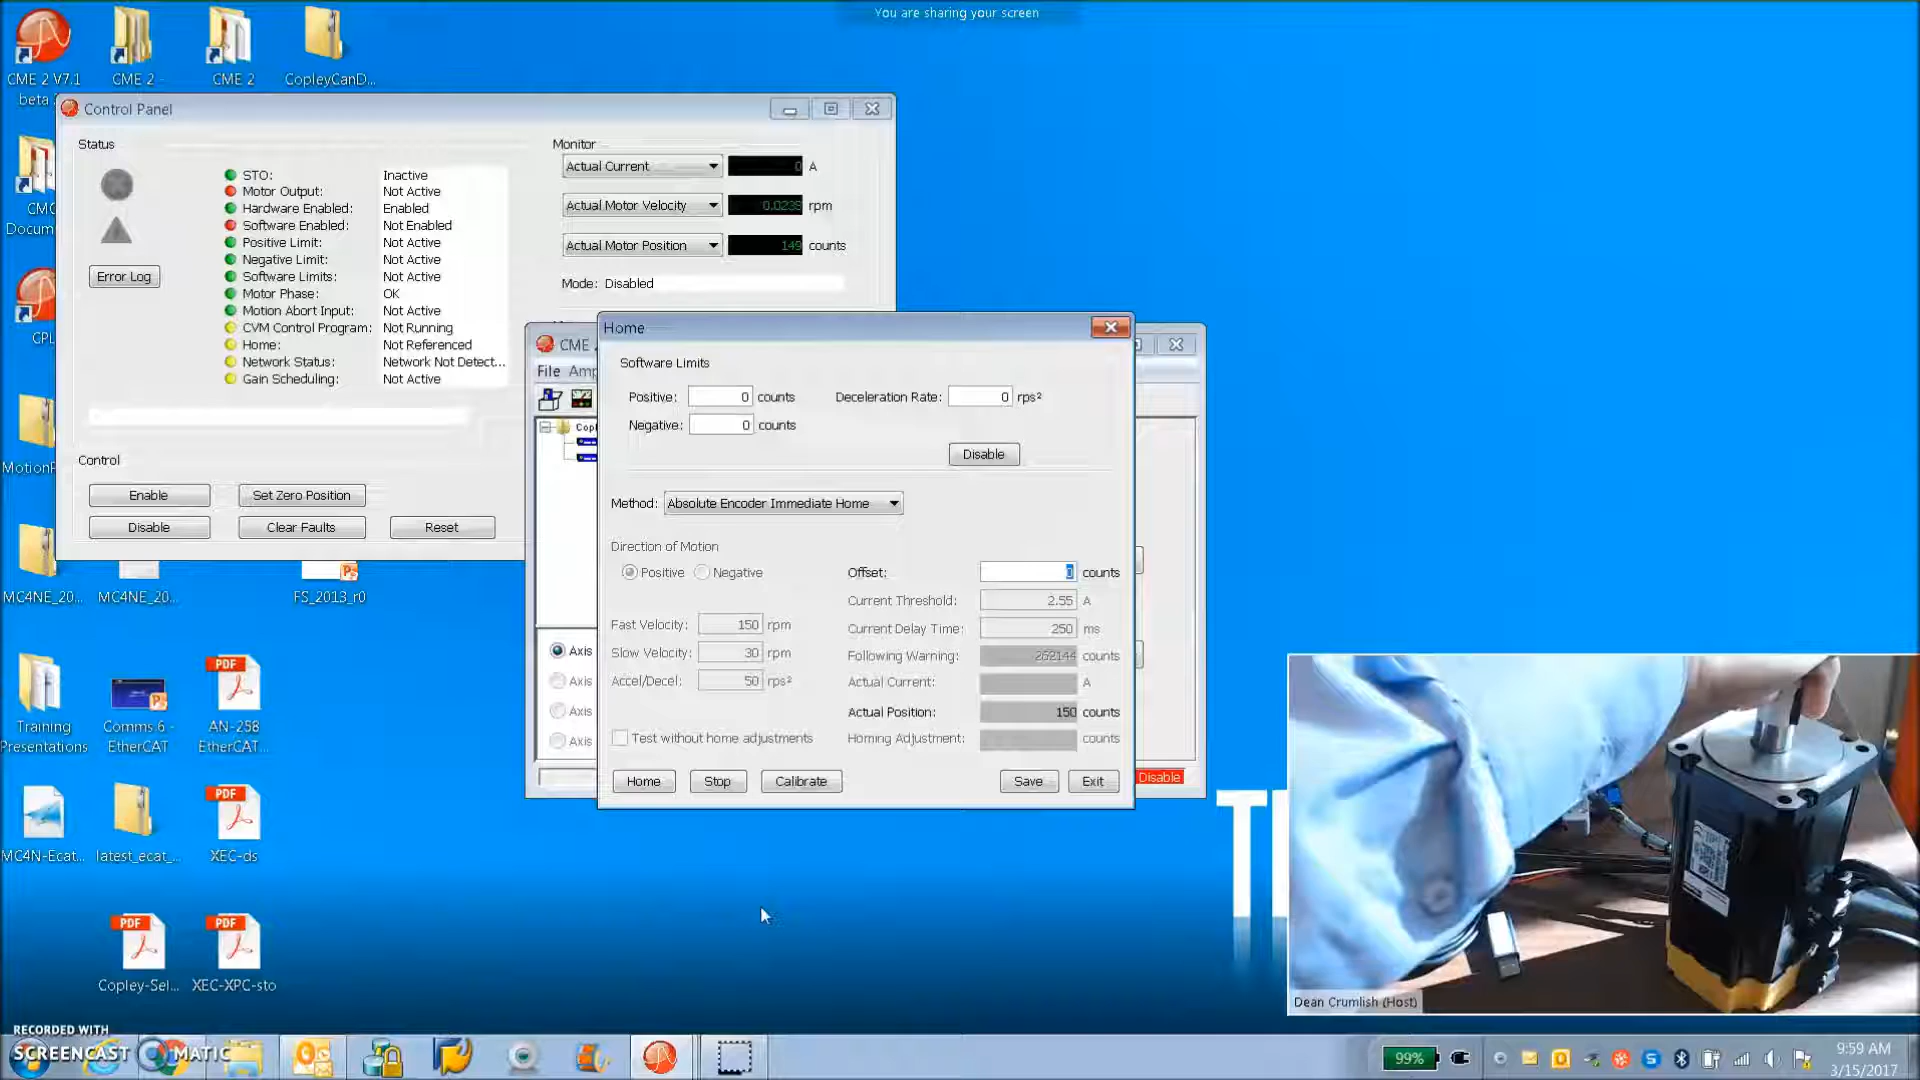 You are sharing your screen
CME 2 V7.1
beta
CME 2 -
CME 2
CopleyCanD...
Control Panel
Status
STO: Inactive
Motor Output: Not Active
Hardware Enabled: Enabled
Software Enabled: Not Enabled
Positive Limit: Not Active
Negative Limit: Not Active
Software Limits: Not Active
Motor Phase: OK
Motion Abort Input: Not Active
CVM Control Program: Not Running
Home: Not Referenced
Network Status: Network Not Detect...
Gain Scheduling: Not Active
Error Log
Monitor
Actual Current 0 A
Actual Motor Velocity 0.0238 rpm
Actual Motor Position 149 counts
Mode: Disabled
Control
Enable Set Zero Position
Disable Clear Faults Reset
CMC
Docum
CPL
MotionP
MC4NE_20...
MC4NE_20...
FS_2013_r0
Training
Presentations
Comms 6 -
EtherCAT
AN-258
EtherCAT...
MC4N-Ecat...
latest_ecat_...
XEC-ds
Copley-Sel...
XEC-XPC-sto
CME
File Amp
Copl
Axis
Axis
Axis
Axis
Disable
Home
Software Limits
Positive: 0 counts Deceleration Rate: 0 rps²
Negative: 0 counts
Disable
Method: Absolute Encoder Immediate Home
Direction of Motion
Positive Negative
Offset: 0 counts
Current Threshold: 2.55 A
Fast Velocity: 150 rpm
Current Delay Time: 250 ms
Slow Velocity: 30 rpm
Following Warning: 262144 counts
Accel/Decel: 50 rps²
Actual Current: A
Actual Position: 150 counts
Test without home adjustments
Homing Adjustment: counts
Home Stop Calibrate Save Exit
Dean Crumlish (Host)
RECORDED WITH
SCREENCAST MATIC
99%
9:59 AM
3/15/2017